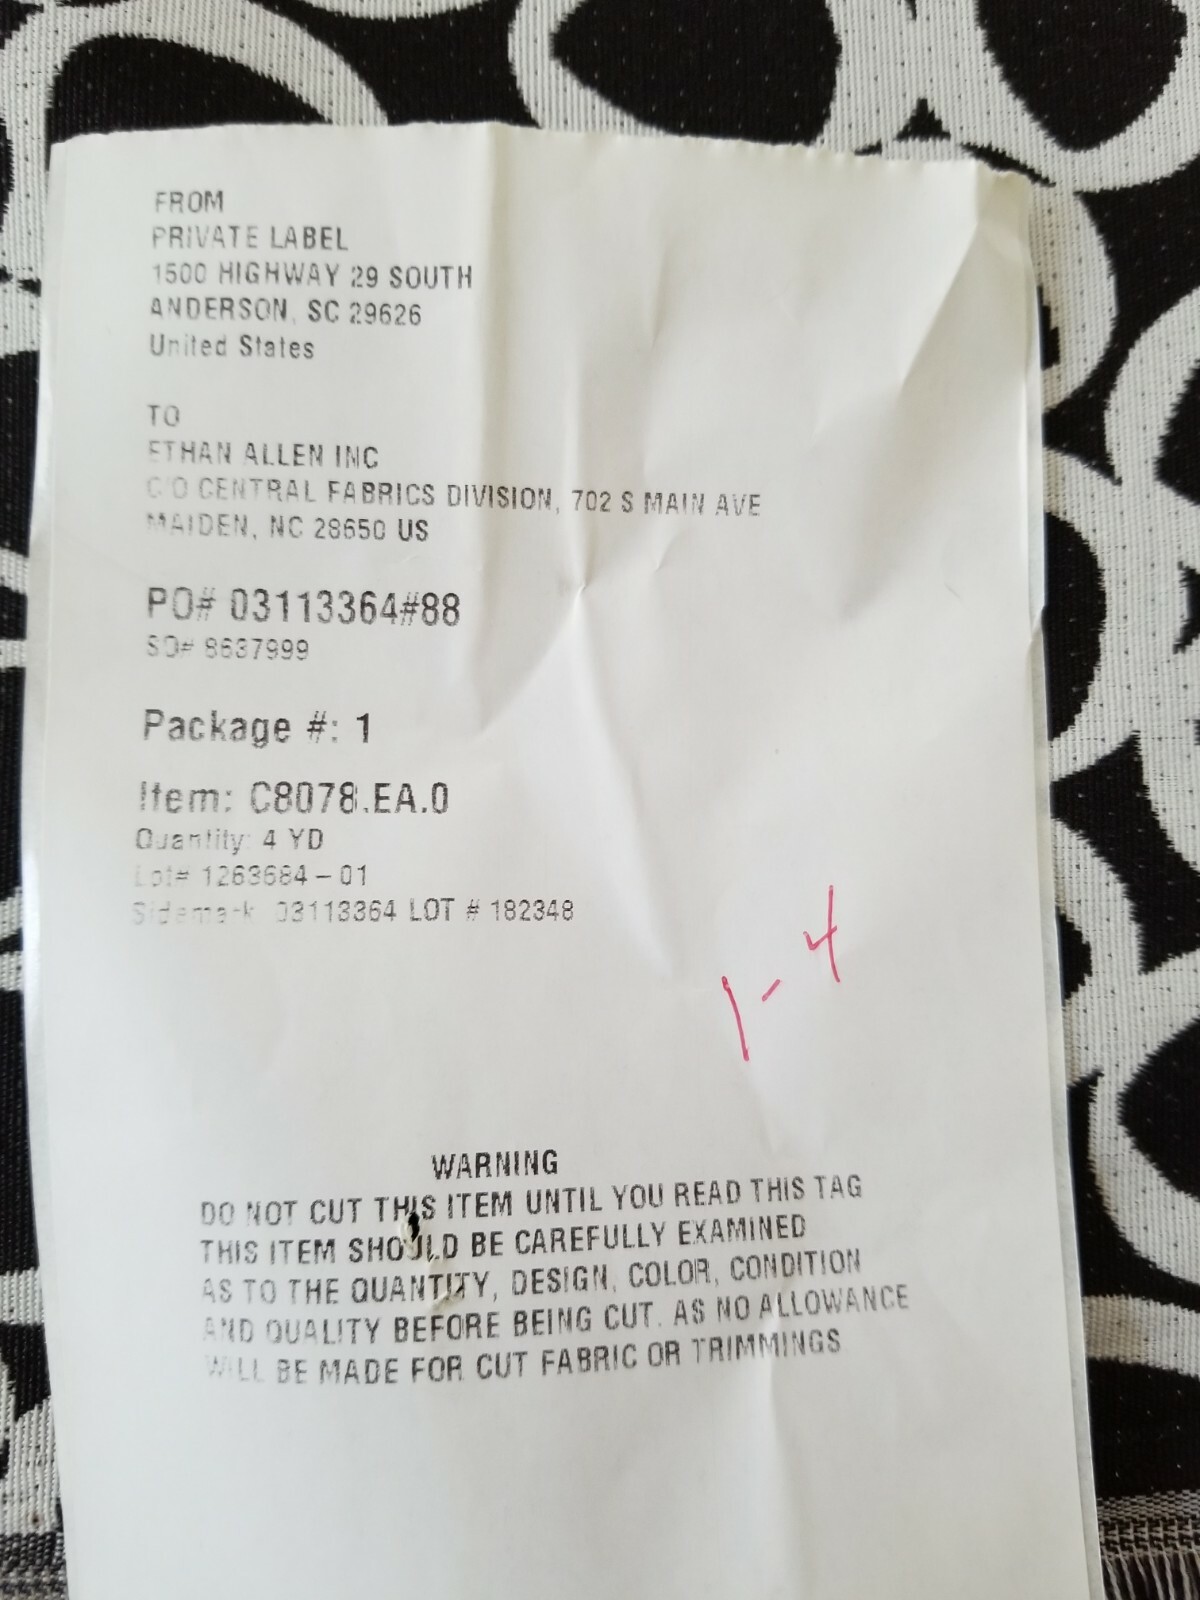 FROM
PRIVATE LABEL
1500 HIGHWAY 29 SOUTH
ANDERSON, SC 29626
United States
TO
ETHAN ALLEN INC
C/O CENTRAL FABRICS DIVISION, 702 S MAIN AVE
MAIDEN, NC 28650 US
PO# 03113364#88
SO# 8637999
Package #: 1
Item: C8078.EA.0
Quantity: 4 YD
Lot# 1263684-01
Sidemark: 03113364 LOT # 182348
1-4
WARNING
DO NOT CUT THIS ITEM UNTIL YOU READ THIS TAG
THIS ITEM SHOULD BE CAREFULLY EXAMINED
AS TO THE QUANTITY, DESIGN, COLOR, CONDITION
AND QUALITY BEFORE BEING CUT. AS NO ALLOWANCE
WILL BE MADE FOR CUT FABRIC OR TRIMMINGS